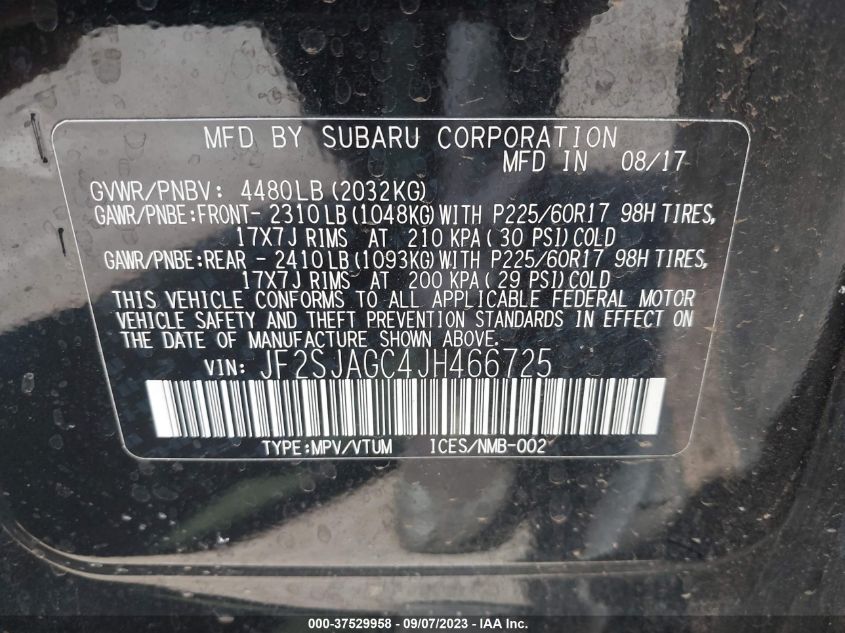 MFD BY SUBARU CORPORATION
MFD IN 08/17
GVWR/PNBV: 4480LB(2032KG)
GAWR/PNBE:FRONT- 2310LB(1048KG)WITH P225/60R17 98H TIRES,
17X7J RIMS AT 210 KPA( 30 PSI)COLD
GAWR/PNBE:REAR - 2410LB(1093KG)WITH P225/60R17 98H TIRES,
17X7J RIMS AT 200 KPA( 29 PSI)COLD
THIS VEHICLE CONFORMS TO ALL APPLICABLE FEDERAL MOTOR
VEHICLE SAFETY AND THEFT PREVENTION STANDARDS IN EFFECT ON
THE DATE OF MANUFACTURE SHOWN ABOVE.
VIN: JF2SJAGC4JH466725
TYPE:MPV/VTUM ICES/NMB-002
000-37529958 - 09/07/2023 - IAA Inc.